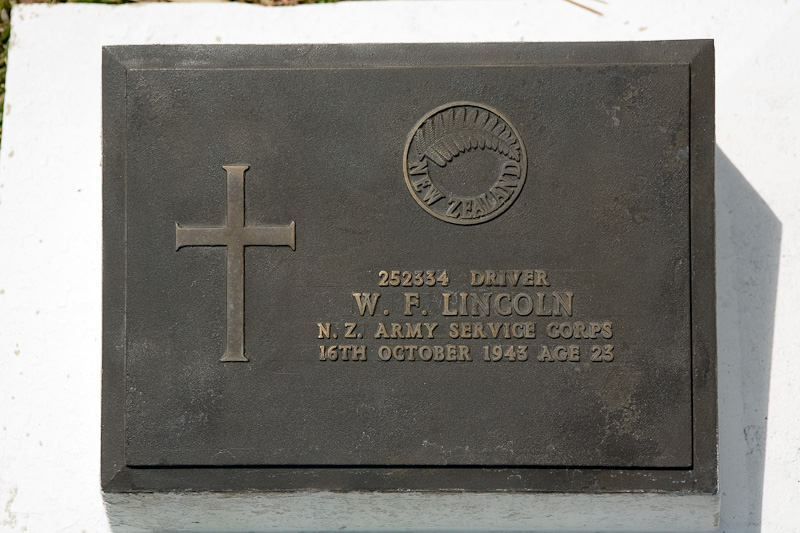 NEW ZEALAND
252334 DRIVER
W. F. LINCOLN
N. Z. ARMY SERVICE CORPS
16TH OCTOBER 1943 AGE 23